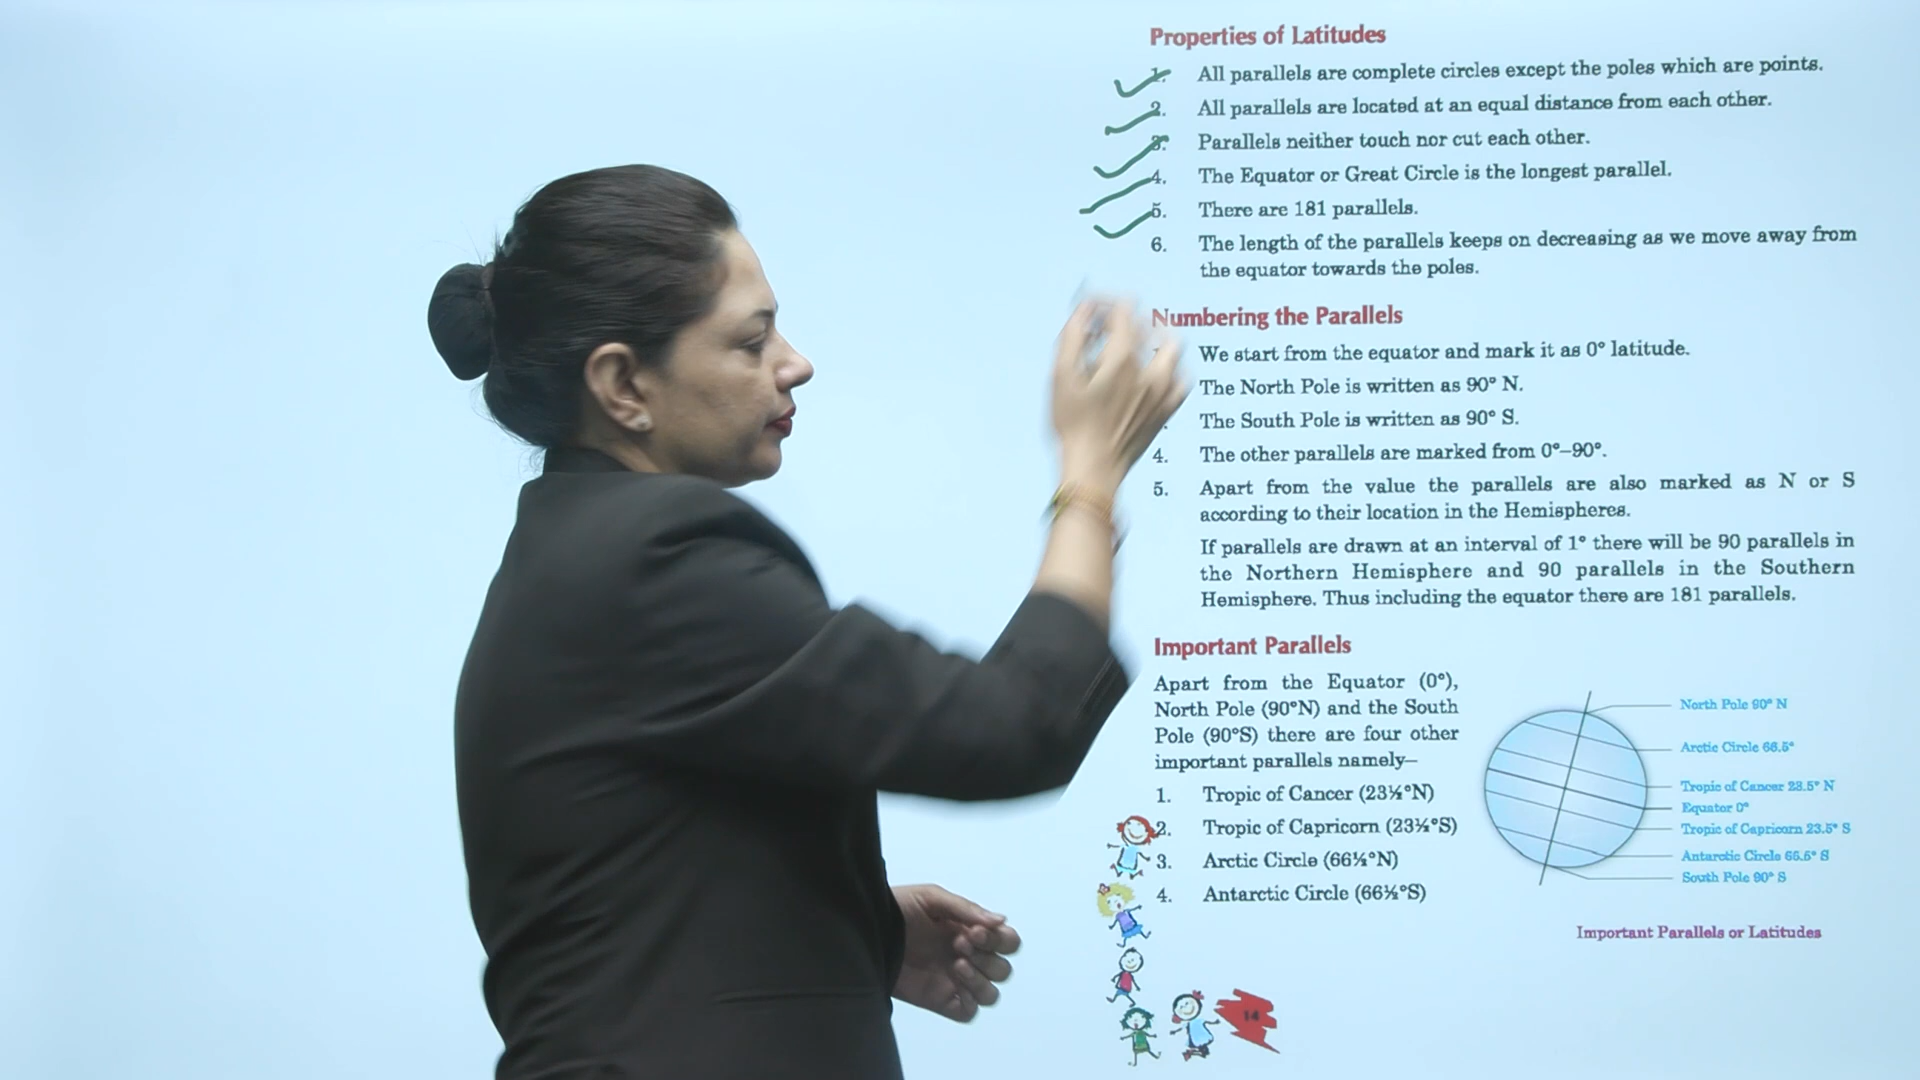 Properties of Latitudes
1. All parallels are complete circles except the poles which are points.
2. All parallels are located at an equal distance from each other.
3. Parallels neither touch nor cut each other.
4. The Equator or Great Circle is the longest parallel.
5. There are 181 parallels.
6. The length of the parallels keeps on decreasing as we move away from
the equator towards the poles.
Numbering the Parallels
We start from the equator and mark it as 0° latitude.
The North Pole is written as 90° N.
The South Pole is written as 90° S.
4. The other parallels are marked from 0°–90°.
5. Apart from the value the parallels are also marked as N or S
according to their location in the Hemispheres.
If parallels are drawn at an interval of 1° there will be 90 parallels in
the Northern Hemisphere and 90 parallels in the Southern
Hemisphere. Thus including the equator there are 181 parallels.
Important Parallels
Apart from the Equator (0°),
North Pole (90°N) and the South
Pole (90°S) there are four other
important parallels namely–
1. Tropic of Cancer (23½°N)
2. Tropic of Capricorn (23½°S)
3. Arctic Circle (66½°N)
4. Antarctic Circle (66½°S)
North Pole 90° N
Arctic Circle 66.5°
Tropic of Cancer 23.5° N
Equator 0°
Tropic of Capricorn 23.5° S
Antarctic Circle 66.5° S
South Pole 90° S
Important Parallels or Latitudes
14